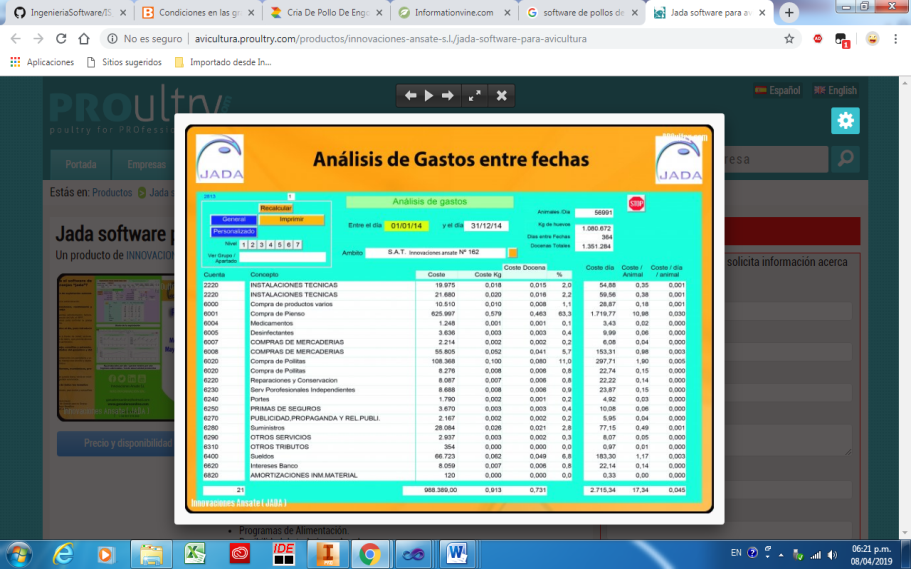 IngenieriaSoftware/IS
Condiciones en las g
Cria De Pollo De Engo
Informationvine.com
software de pollos de
Jada software para av
No es seguro | avicultura.proultry.com/productos/innovaciones-ansate-s.l./jada-software-para-avicultura
Aplicaciones Sitios sugeridos Importado desde In...
PROultry
poultry for PROfessi
Español English
Portada Empresas
Estás en: Productos Jada s
Jada software p
Un producto de INNOVACION
solicita información acerca
Precio y disponibilidad
Análisis de Gastos entre fechas
JADA
JADA
2813 1
Recalcular
General Imprimir
Personalizado
Nivel 1 2 3 4 5 6 7
Ver Grupo / Apartado
Análisis de gastos
Entre el día 01/01/14 y el día 31/12/14
Ambito S.A.T. Innovaciones ansate Nº 162
STOP
Animales /Dia 56991
Kg de huevos 1.080.672
Dias entre Fechas 364
Docenas Totales 1.351.284
Cuenta Concepto Coste Coste Kg Coste Docena % Coste dia Coste / Animal Coste / dia / animal
2220 INSTALACIONES TECNICAS 19.975 0,018 0,015 2,0 54,88 0,35 0,001
2220 INSTALACIONES TECNICAS 21.680 0,020 0,016 2,2 59,56 0,38 0,001
6000 Compra de productos varios 10.510 0,010 0,008 1,1 28,87 0,18 0,001
6001 Compra de Pienso 625.997 0,579 0,463 63,3 1.719,77 10,98 0,030
6004 Medicamentos 1.248 0,001 0,001 0,1 3,43 0,02 0,000
6005 Desinfectantes 3.636 0,003 0,003 0,4 9,99 0,06 0,000
6007 COMPRAS DE MERCADERIAS 2.214 0,002 0,002 0,2 6,08 0,04 0,000
6008 COMPRAS DE MERCADERIAS 55.805 0,052 0,041 5,7 153,31 0,98 0,003
6020 Compra de Pollitas 108.368 0,100 0,080 11,0 297,71 1,90 0,005
6020 Compra de Pollitas 8.276 0,008 0,006 0,8 22,74 0,15 0,000
6220 Reparaciones y Conservacion 8.087 0,007 0,006 0,8 22,22 0,14 0,000
6230 Serv Porofesionales Independientes 8.688 0,008 0,006 0,9 23,87 0,15 0,000
6240 Portes 1.790 0,002 0,001 0,2 4,92 0,03 0,000
6250 PRIMAS DE SEGUROS 3.670 0,003 0,003 0,4 10,08 0,06 0,000
6270 PUBLICIDAD,PROPAGANDA Y REL.PUBLI. 2.167 0,002 0,002 0,2 5,95 0,04 0,000
6280 Suministros 28.084 0,026 0,021 2,8 77,15 0,49 0,001
6290 OTROS SERVICIOS 2.937 0,003 0,002 0,3 8,07 0,05 0,000
6310 OTROS TRIBUTOS 354 0,000 0,000 0,0 0,97 0,01 0,000
6400 Sueldos 66.723 0,062 0,049 6,8 183,30 1,17 0,003
6620 Intereses Banco 8.059 0,007 0,006 0,8 22,14 0,14 0,000
6820 AMORTIZACIONES INM.MATERIAL 120 0,000 0,000 0,0 0,33 0,00 0,000
21 988.389,00 0,913 0,731 2.715,34 17,34 0,045
Innovaciones Ansate ( JADA )
Programas de Alimentación.
EN 06:21 p.m.
08/04/2019